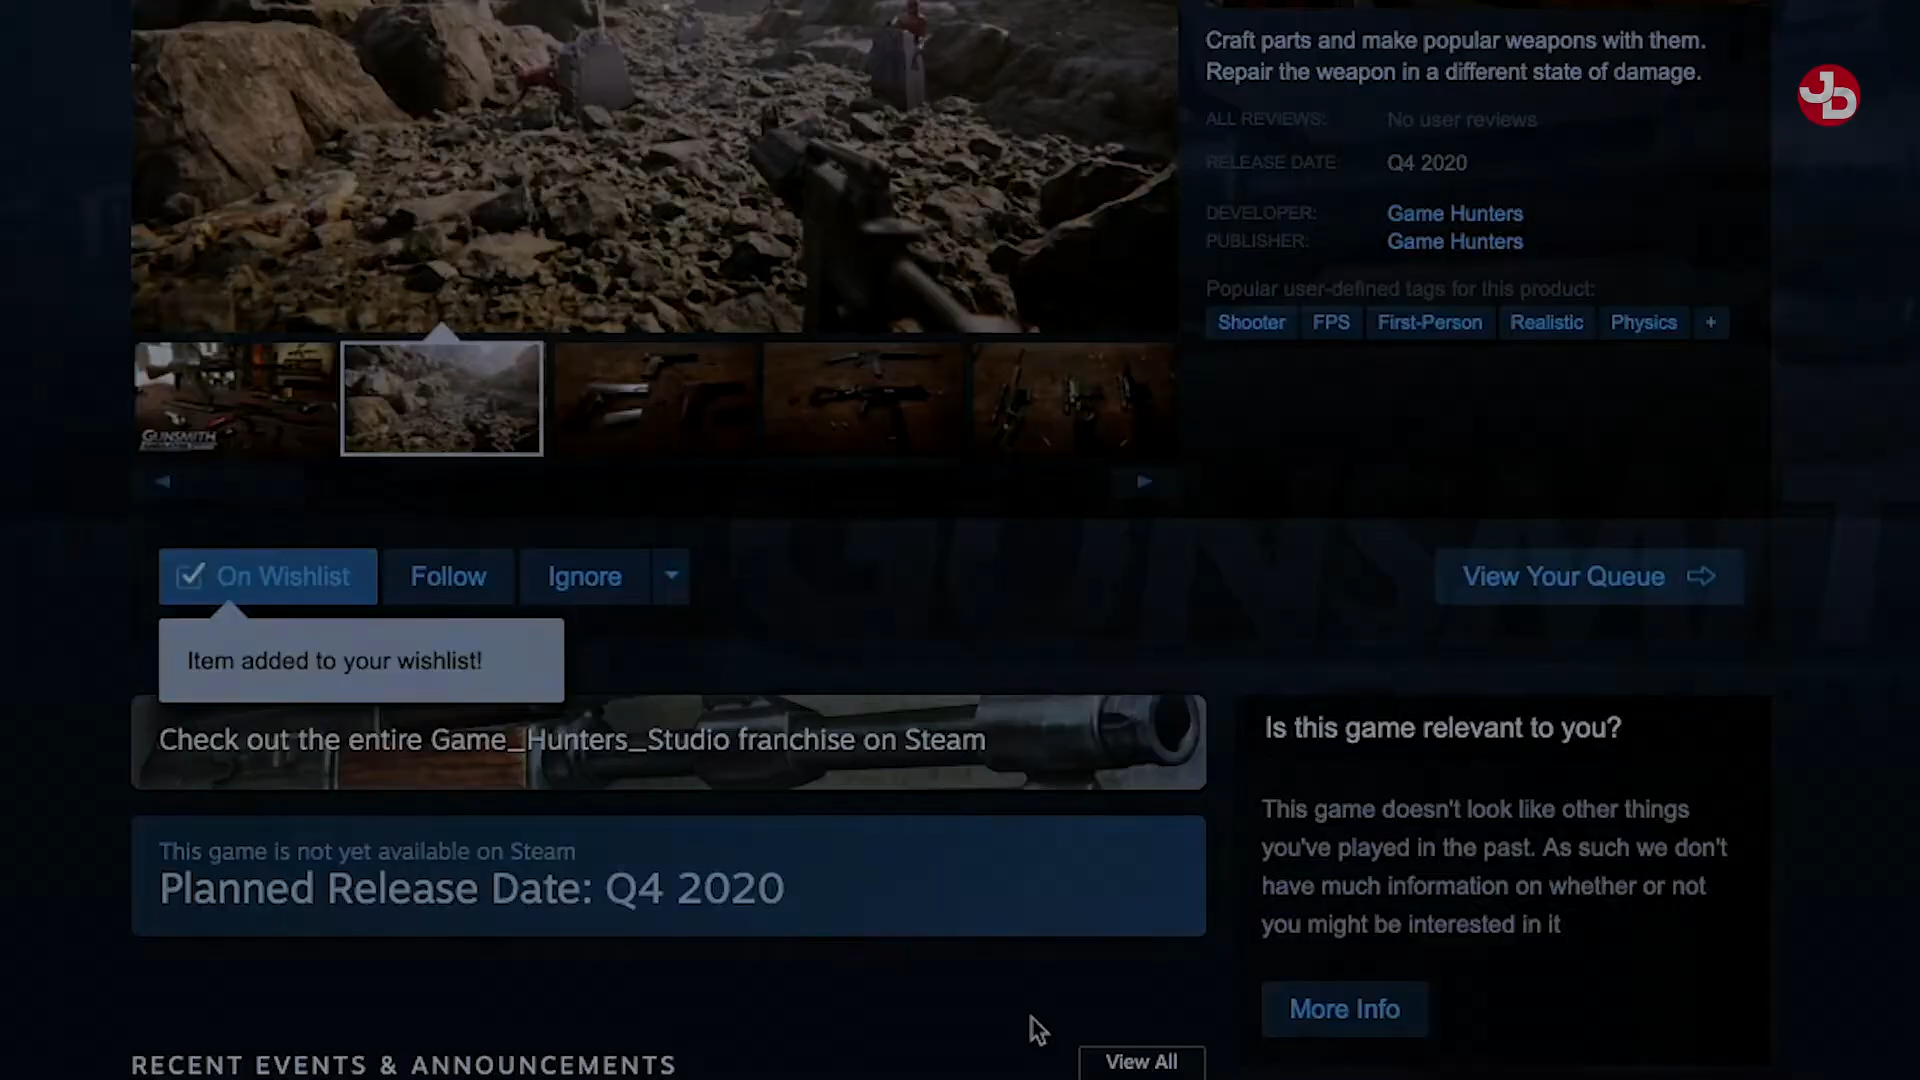 Craft parts and make popular weapons with them.
Repair the weapon in a different state of damage.
JD
ALL REVIEWS: No user reviews
RELEASE DATE: Q4 2020
DEVELOPER: Game Hunters
PUBLISHER: Game Hunters
Popular user-defined tags for this product:
Shooter FPS First-Person Realistic Physics +
GUNSMITH
On Wishlist Follow Ignore View Your Queue
Item added to your wishlist!
Check out the entire Game_Hunters_Studio franchise on Steam
This game is not yet available on Steam
Planned Release Date: Q4 2020
Is this game relevant to you?
This game doesn't look like other things
you've played in the past. As such we don't
have much information on whether or not
you might be interested in it
More Info
RECENT EVENTS & ANNOUNCEMENTS View All